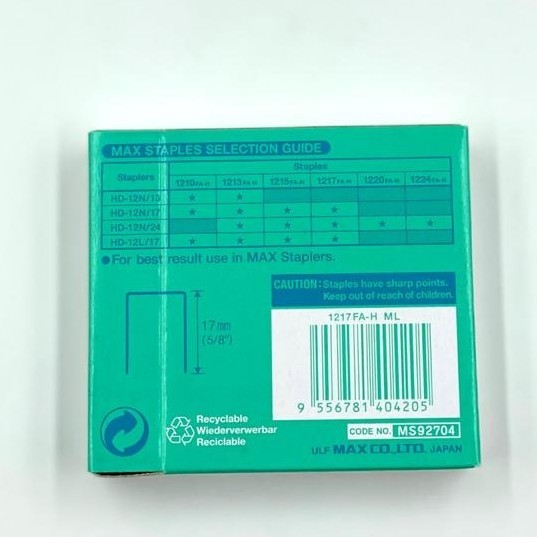 MAX STAPLES SELECTION GUIDE
Staplers Staples
1210FA-H 1213FA-H 1215FA-H 1217FA-H 1220FA-H 1224FA-H
HD-12N/13 ★ ★
HD-12N/17 ★ ★ ★ ★
HD-12N/24 ★ ★ ★ ★ ★
HD-12L/17 ★ ★ ★ ★
●For best result use in MAX Staplers.
CAUTION: Staples have sharp points.
Keep out of reach of children.
17mm
(5/8")
1217FA-H ML
9 556781 404205
Recyclable
Wiederverwerbar
Reciclable
CODE NO. MS92704
ULF MAX CO.,LTD. JAPAN